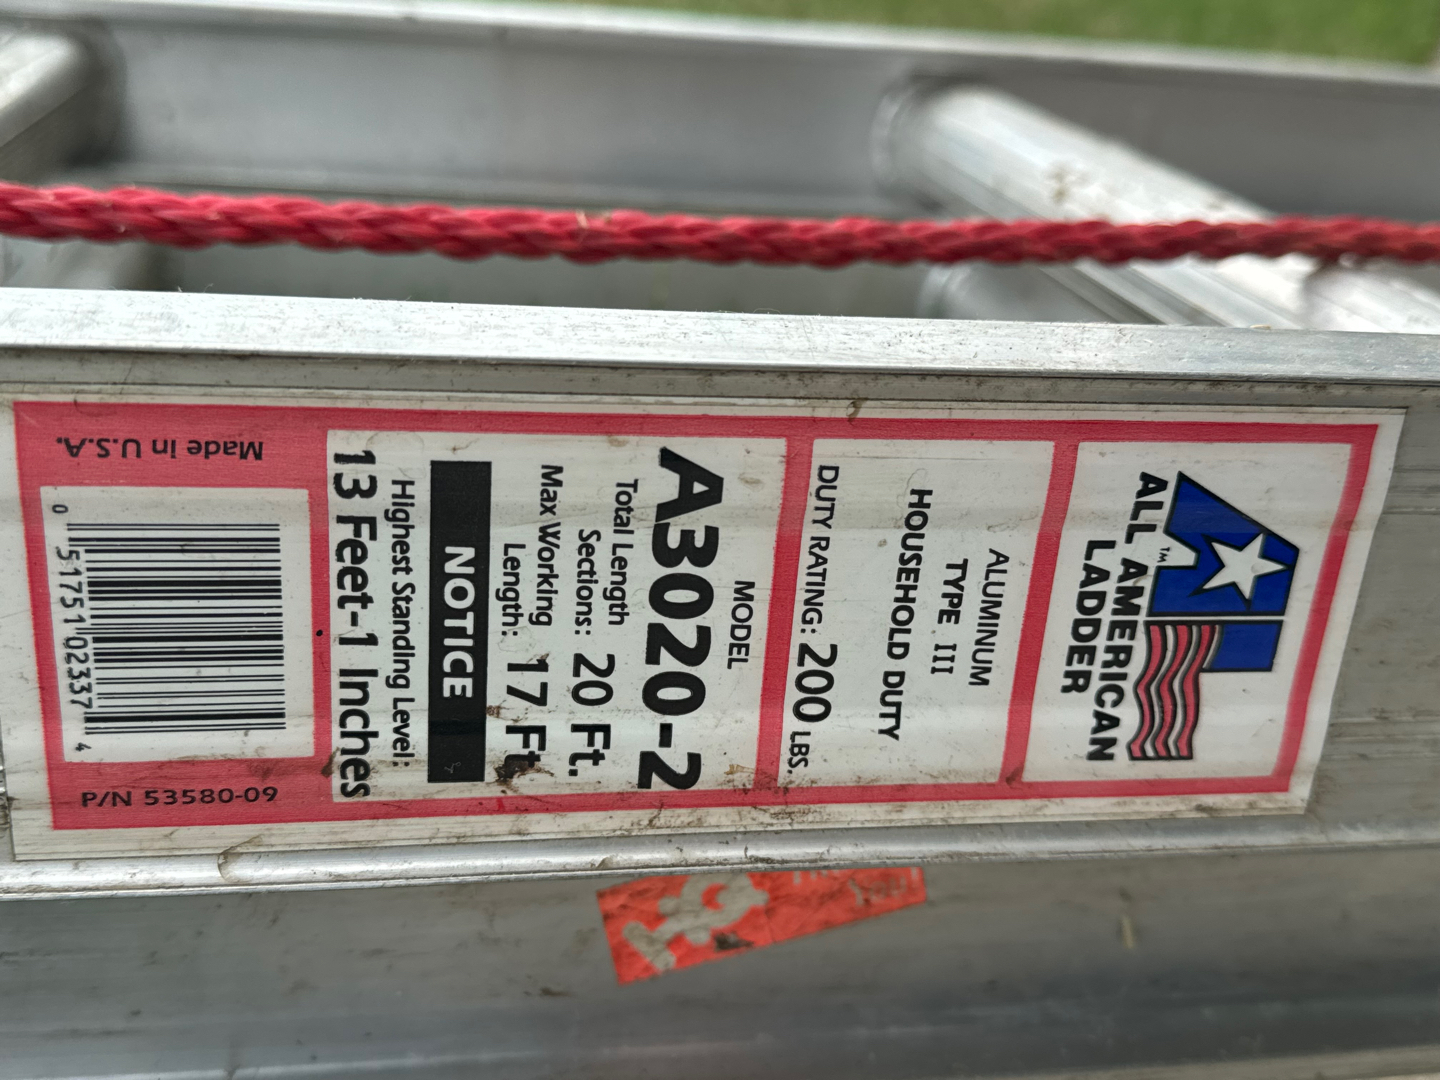 ALL AMERICAN
™
LADDER
ALUMINUM
TYPE III
HOUSEHOLD DUTY
DUTY RATING: 200 LBS.
MODEL
A3020-2
Total Length
Sections: 20 Ft.
Max Working
Length: 17 Ft.
NOTICE
Highest Standing Level:
13 Feet-1 Inches
Made in U.S.A.
0 51751 02337 4
P/N 53580-09